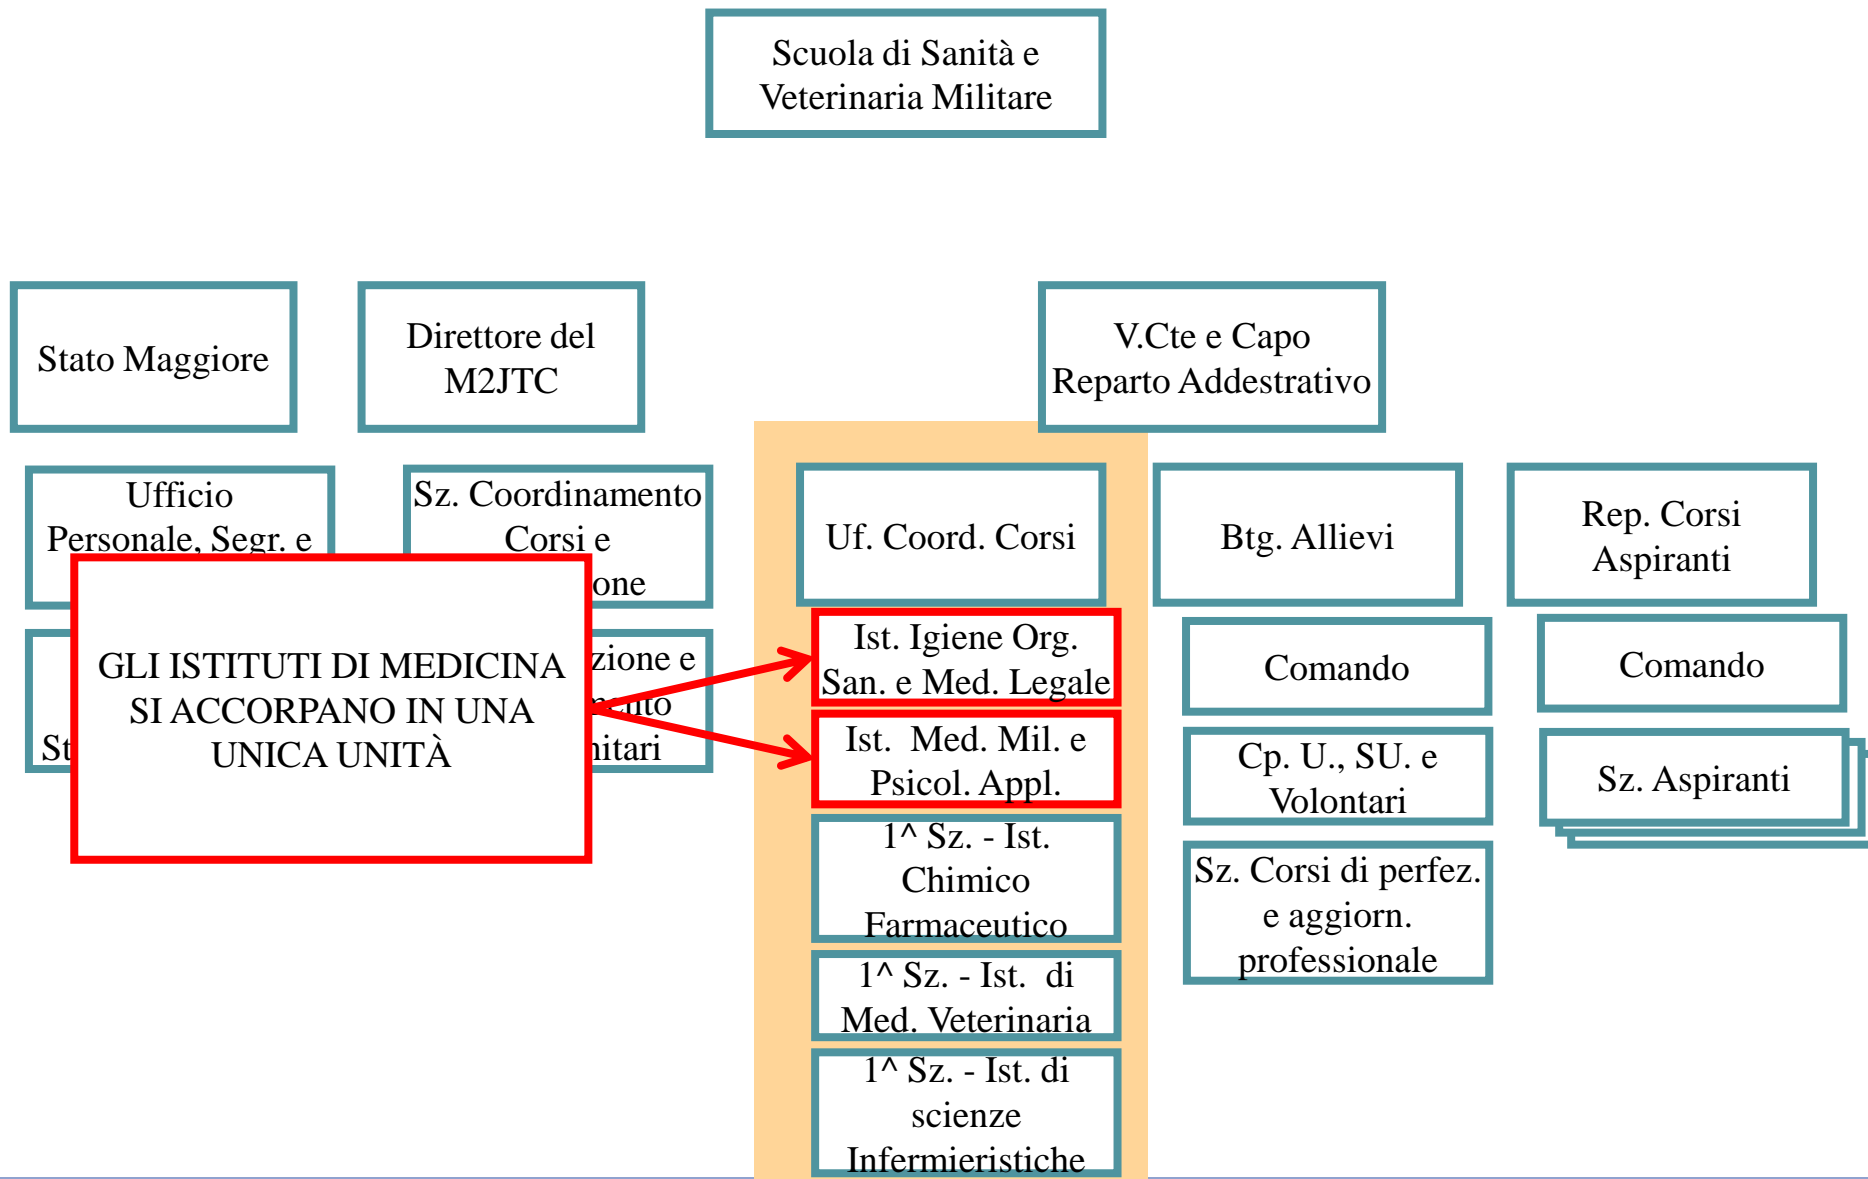 Scuola di Sanità e
Veterinaria Militare
Stato Maggiore
Direttore del
M2JTC
V.Cte e Capo
Reparto Addestrativo
Ufficio
Personale, Segr. e
Sz. Coordinamento
Corsi e
Uf. Coord. Corsi
Btg. Allievi
Rep. Corsi
Aspiranti
GLI ISTITUTI DI MEDICINA
SI ACCORPANO IN UNA
UNICA UNITÀ
Ist. Igiene Org.
San. e Med. Legale
Ist. Med. Mil. e
Psicol. Appl.
1^ Sz. - Ist.
Chimico
Farmaceutico
1^ Sz. - Ist. di
Med. Veterinaria
1^ Sz. - Ist. di
scienze
Infermieristiche
Comando
Cp. U., SU. e
Volontari
Sz. Corsi di perfez.
e aggiorn.
professionale
Comando
Sz. Aspiranti